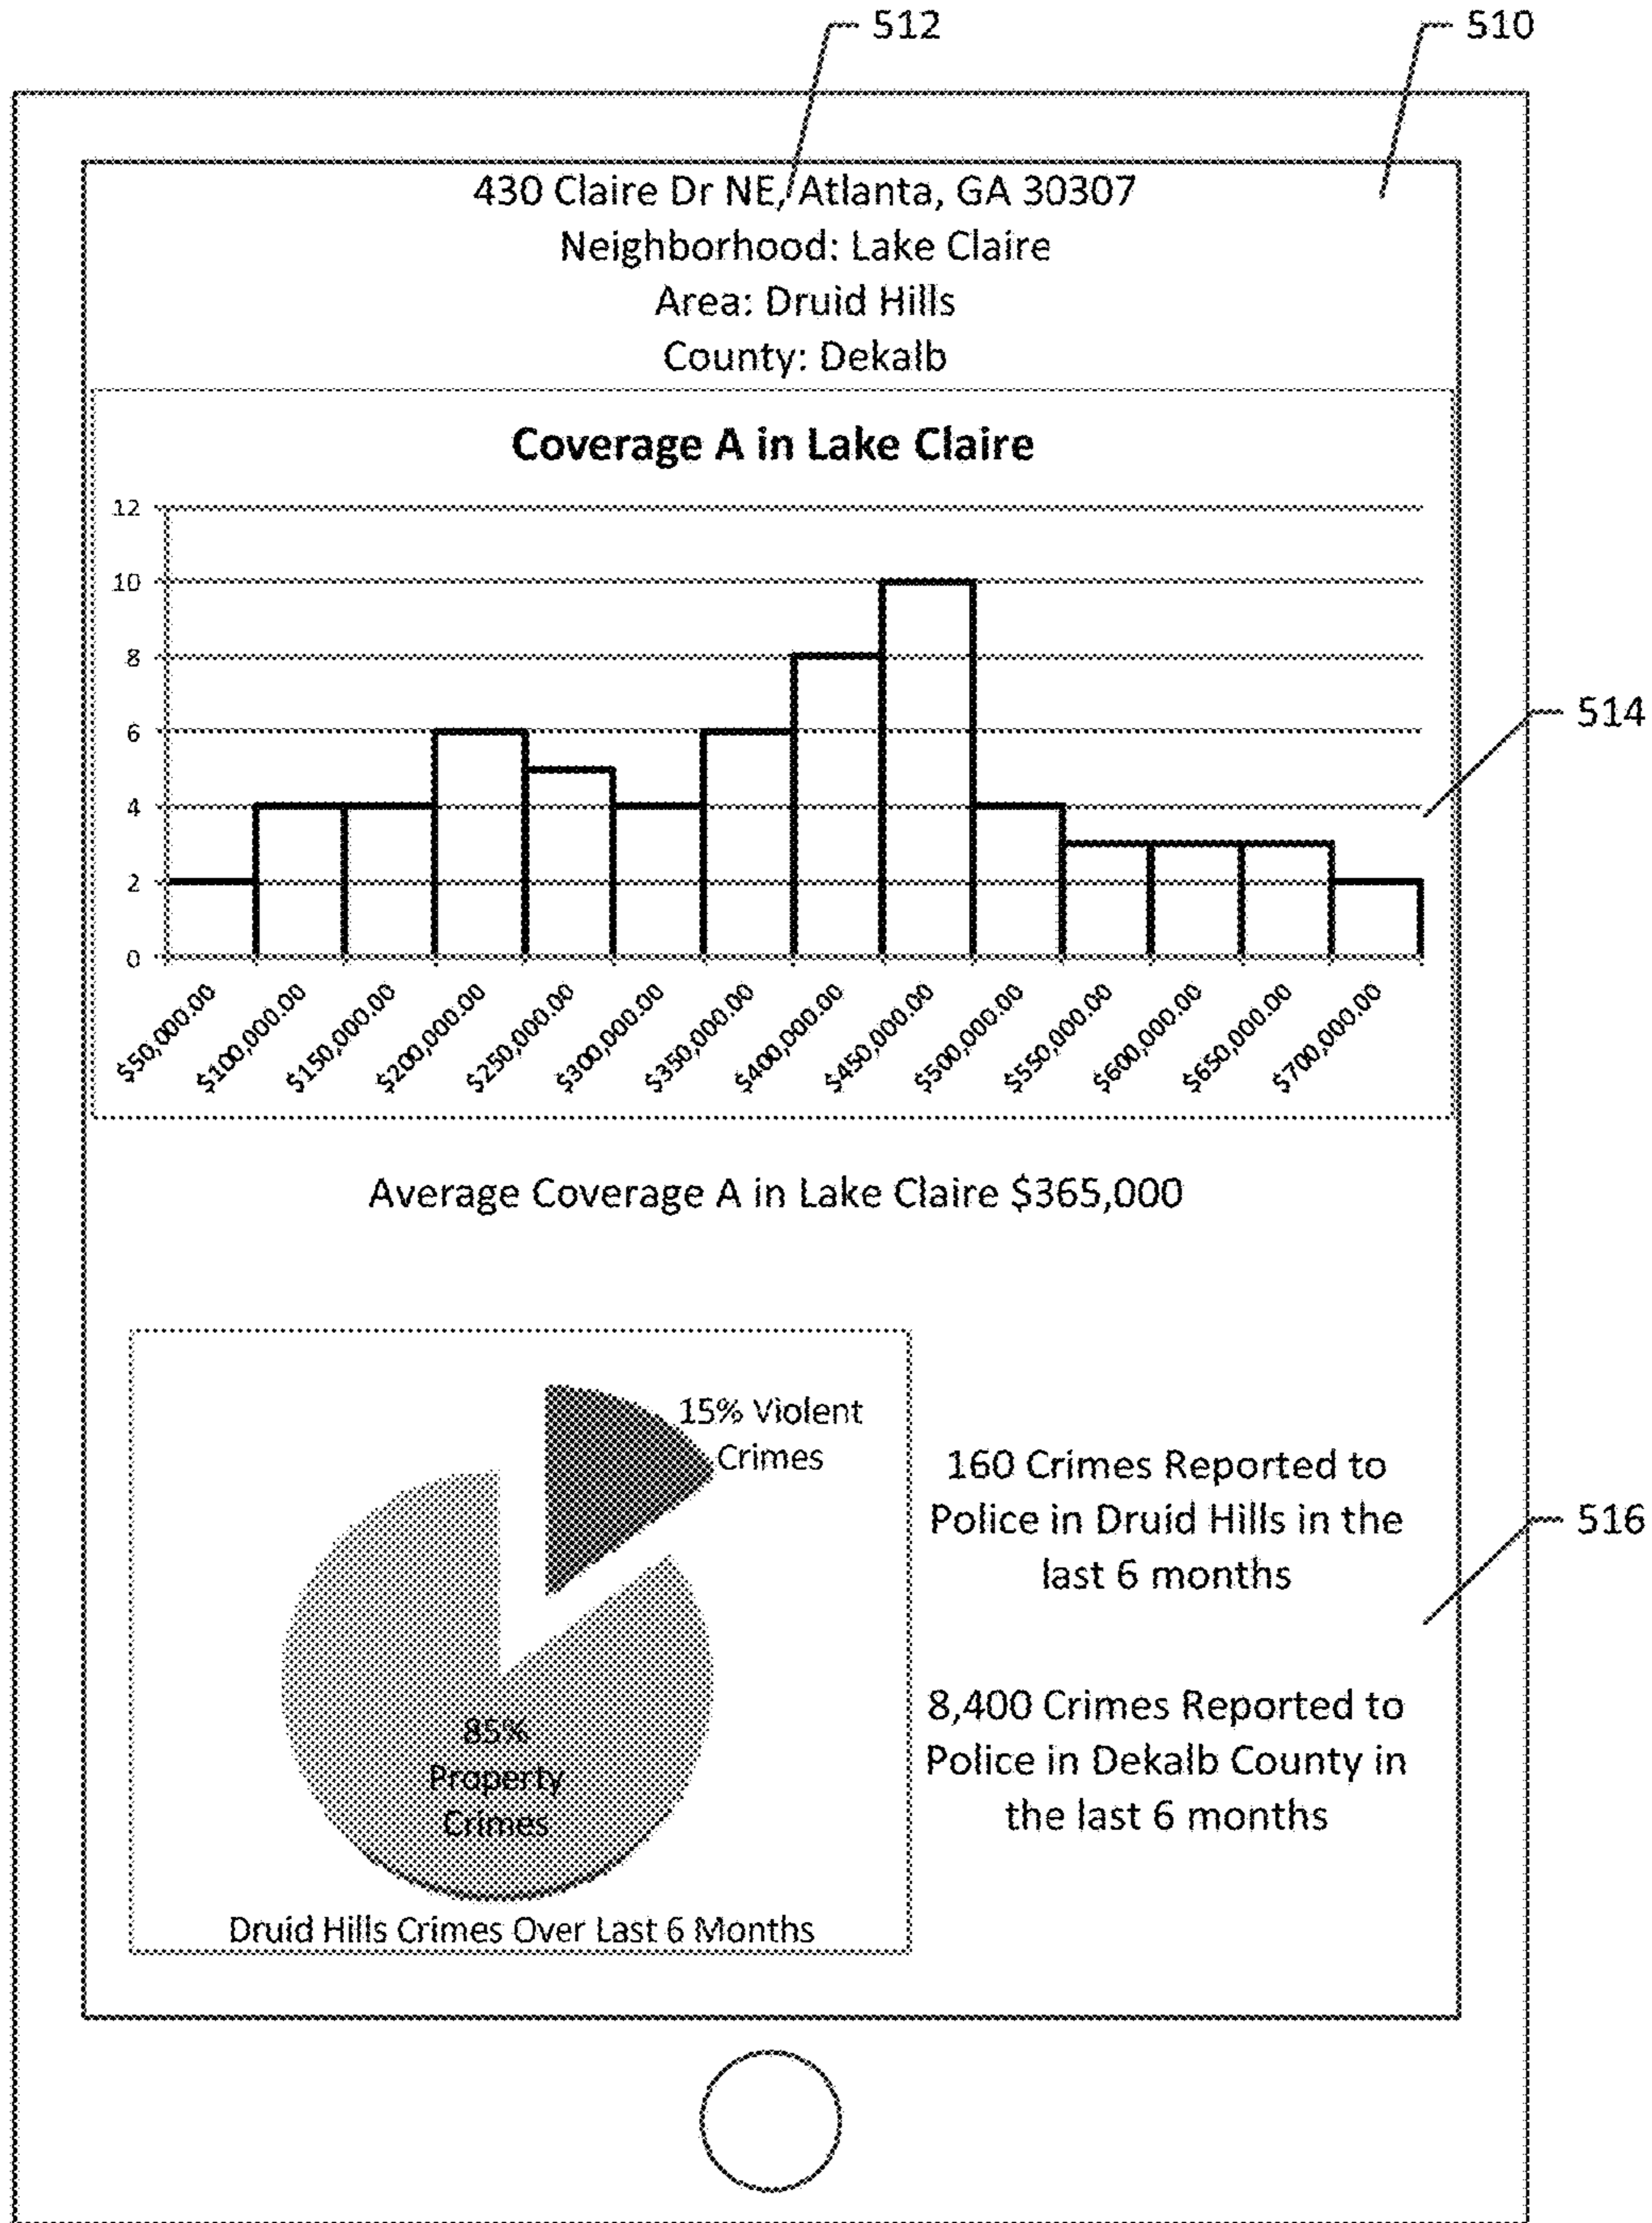 512
510
430 Claire Dr NE, Atlanta, GA 30307
Neighborhood: Lake Claire
Area: Druid Hills
County: Dekalb
Coverage A in Lake Claire
12
10
8
6
4
2
0
$50,000.00
$100,000.00
$150,000.00
$200,000.00
$250,000.00
$300,000.00
$350,000.00
$400,000.00
$450,000.00
$500,000.00
$550,000.00
$600,000.00
$650,000.00
$700,000.00
514
Average Coverage A in Lake Claire $365,000
15% Violent
Crimes
85%
Property
Crimes
Druid Hills Crimes Over Last 6 Months
160 Crimes Reported to
Police in Druid Hills in the
last 6 months
516
8,400 Crimes Reported to
Police in Dekalb County in
the last 6 months